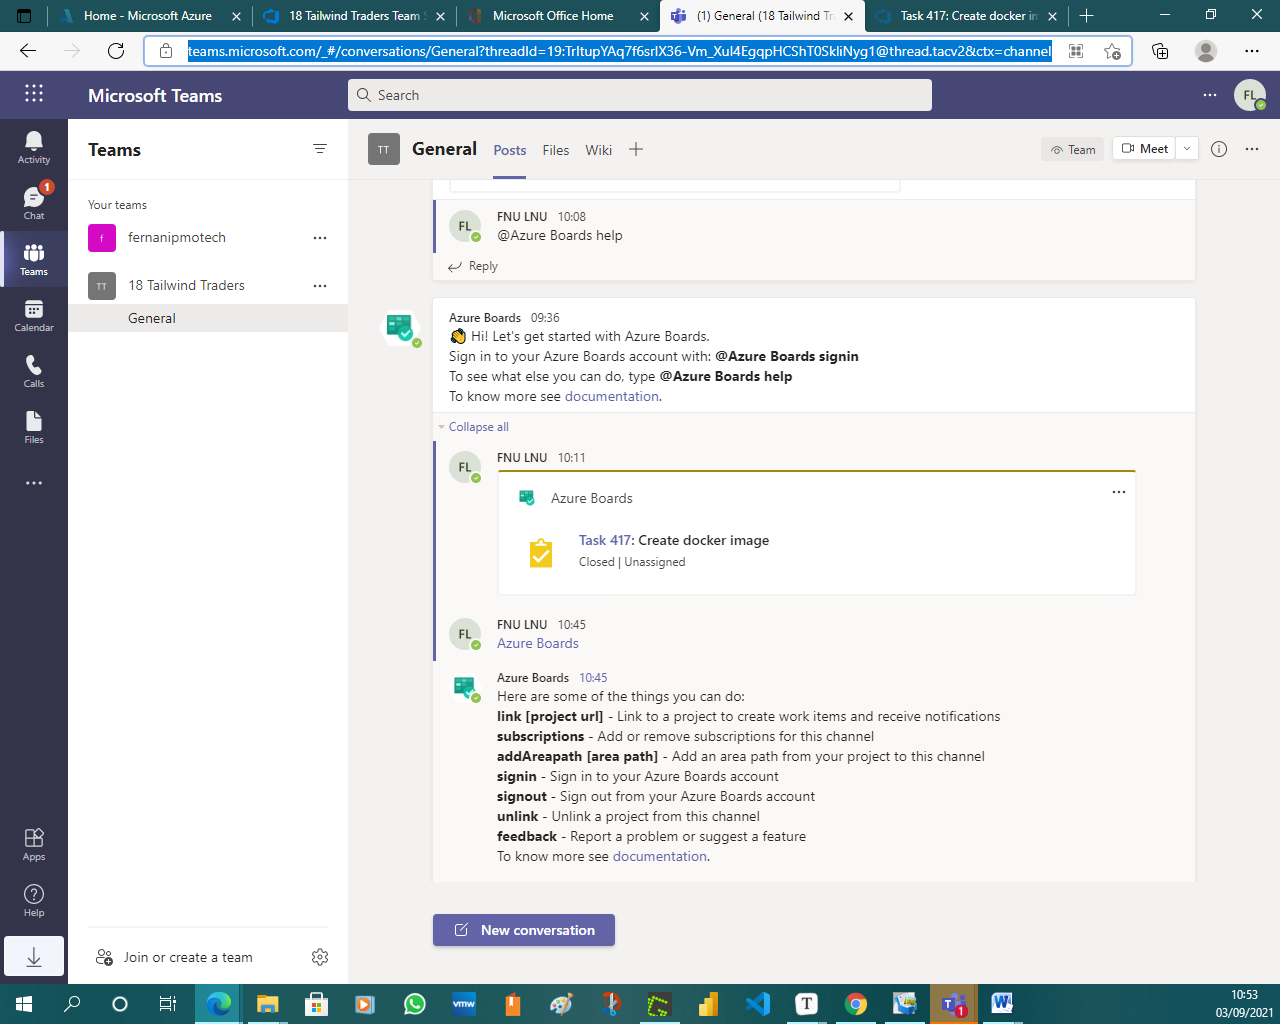 Home - Microsoft Azure
18 Tailwind Traders Team S
Microsoft Office Home
(1) General (18 Tailwind Tr
Task 417: Create docker im
teams.microsoft.com/_#/conversations/General?threadId=19:TrItupYAq7f6srlX36-Vm_Xul4EgqpHCShT0SkliNyg1@thread.tacv2&ctx=channel
Microsoft Teams
Search
FL
Activity
Chat
1
Teams
Calendar
Calls
Files
Apps
Help
Teams
Your teams
f
fernanipmotech
TT
18 Tailwind Traders
General
Join or create a team
TT
General
Posts
Files
Wiki
Team
Meet
FL
FNU LNU 10:08
@Azure Boards help
Reply
Azure Boards 09:36
Hi! Let's get started with Azure Boards.
Sign in to your Azure Boards account with: @Azure Boards signin
To see what else you can do, type @Azure Boards help
To know more see documentation.
Collapse all
FL
FNU LNU 10:11
Azure Boards
Task 417: Create docker image
Closed | Unassigned
FL
FNU LNU 10:45
Azure Boards
Azure Boards 10:45
Here are some of the things you can do:
link [project url] - Link to a project to create work items and receive notifications
subscriptions - Add or remove subscriptions for this channel
addAreapath [area path] - Add an area path from your project to this channel
signin - Sign in to your Azure Boards account
signout - Sign out from your Azure Boards account
unlink - Unlink a project from this channel
feedback - Report a problem or suggest a feature
To know more see documentation.
New conversation
vmw
T
1
W
10:53
03/09/2021